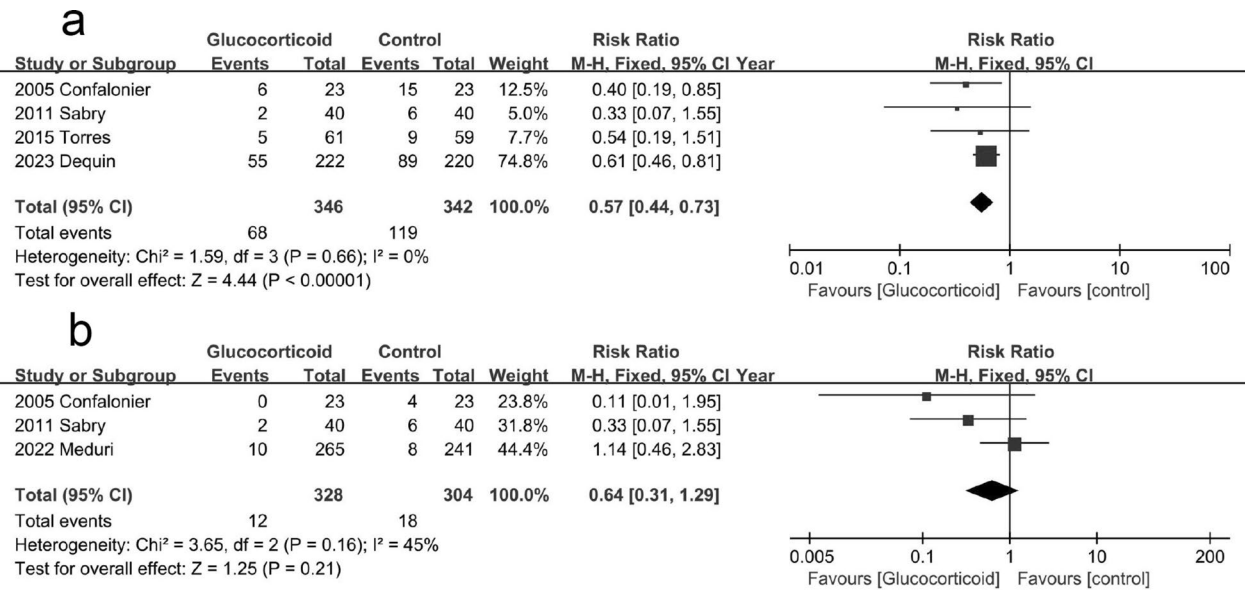 a
Glucocorticoid Control Risk Ratio Risk Ratio
Study or Subgroup Events Total Events Total Weight M-H, Fixed, 95% CI Year M-H, Fixed, 95% CI
2005 Confalonier 6 23 15 23 12.5% 0.40 [0.19, 0.85]
2011 Sabry 2 40 6 40 5.0% 0.33 [0.07, 1.55]
2015 Torres 5 61 9 59 7.7% 0.54 [0.19, 1.51]
2023 Dequin 55 222 89 220 74.8% 0.61 [0.46, 0.81]
Total (95% CI) 346 342 100.0% 0.57 [0.44, 0.73]
Total events 68 119
Heterogeneity: Chi² = 1.59, df = 3 (P = 0.66); I² = 0%
Test for overall effect: Z = 4.44 (P < 0.00001)
0.01 0.1 1 10 100
Favours [Glucocorticoid] Favours [control]
b
Glucocorticoid Control Risk Ratio Risk Ratio
Study or Subgroup Events Total Events Total Weight M-H, Fixed, 95% CI Year M-H, Fixed, 95% CI
2005 Confalonier 0 23 4 23 23.8% 0.11 [0.01, 1.95]
2011 Sabry 2 40 6 40 31.8% 0.33 [0.07, 1.55]
2022 Meduri 10 265 8 241 44.4% 1.14 [0.46, 2.83]
Total (95% CI) 328 304 100.0% 0.64 [0.31, 1.29]
Total events 12 18
Heterogeneity: Chi² = 3.65, df = 2 (P = 0.16); I² = 45%
Test for overall effect: Z = 1.25 (P = 0.21)
0.005 0.1 1 10 200
Favours [Glucocorticoid] Favours [control]